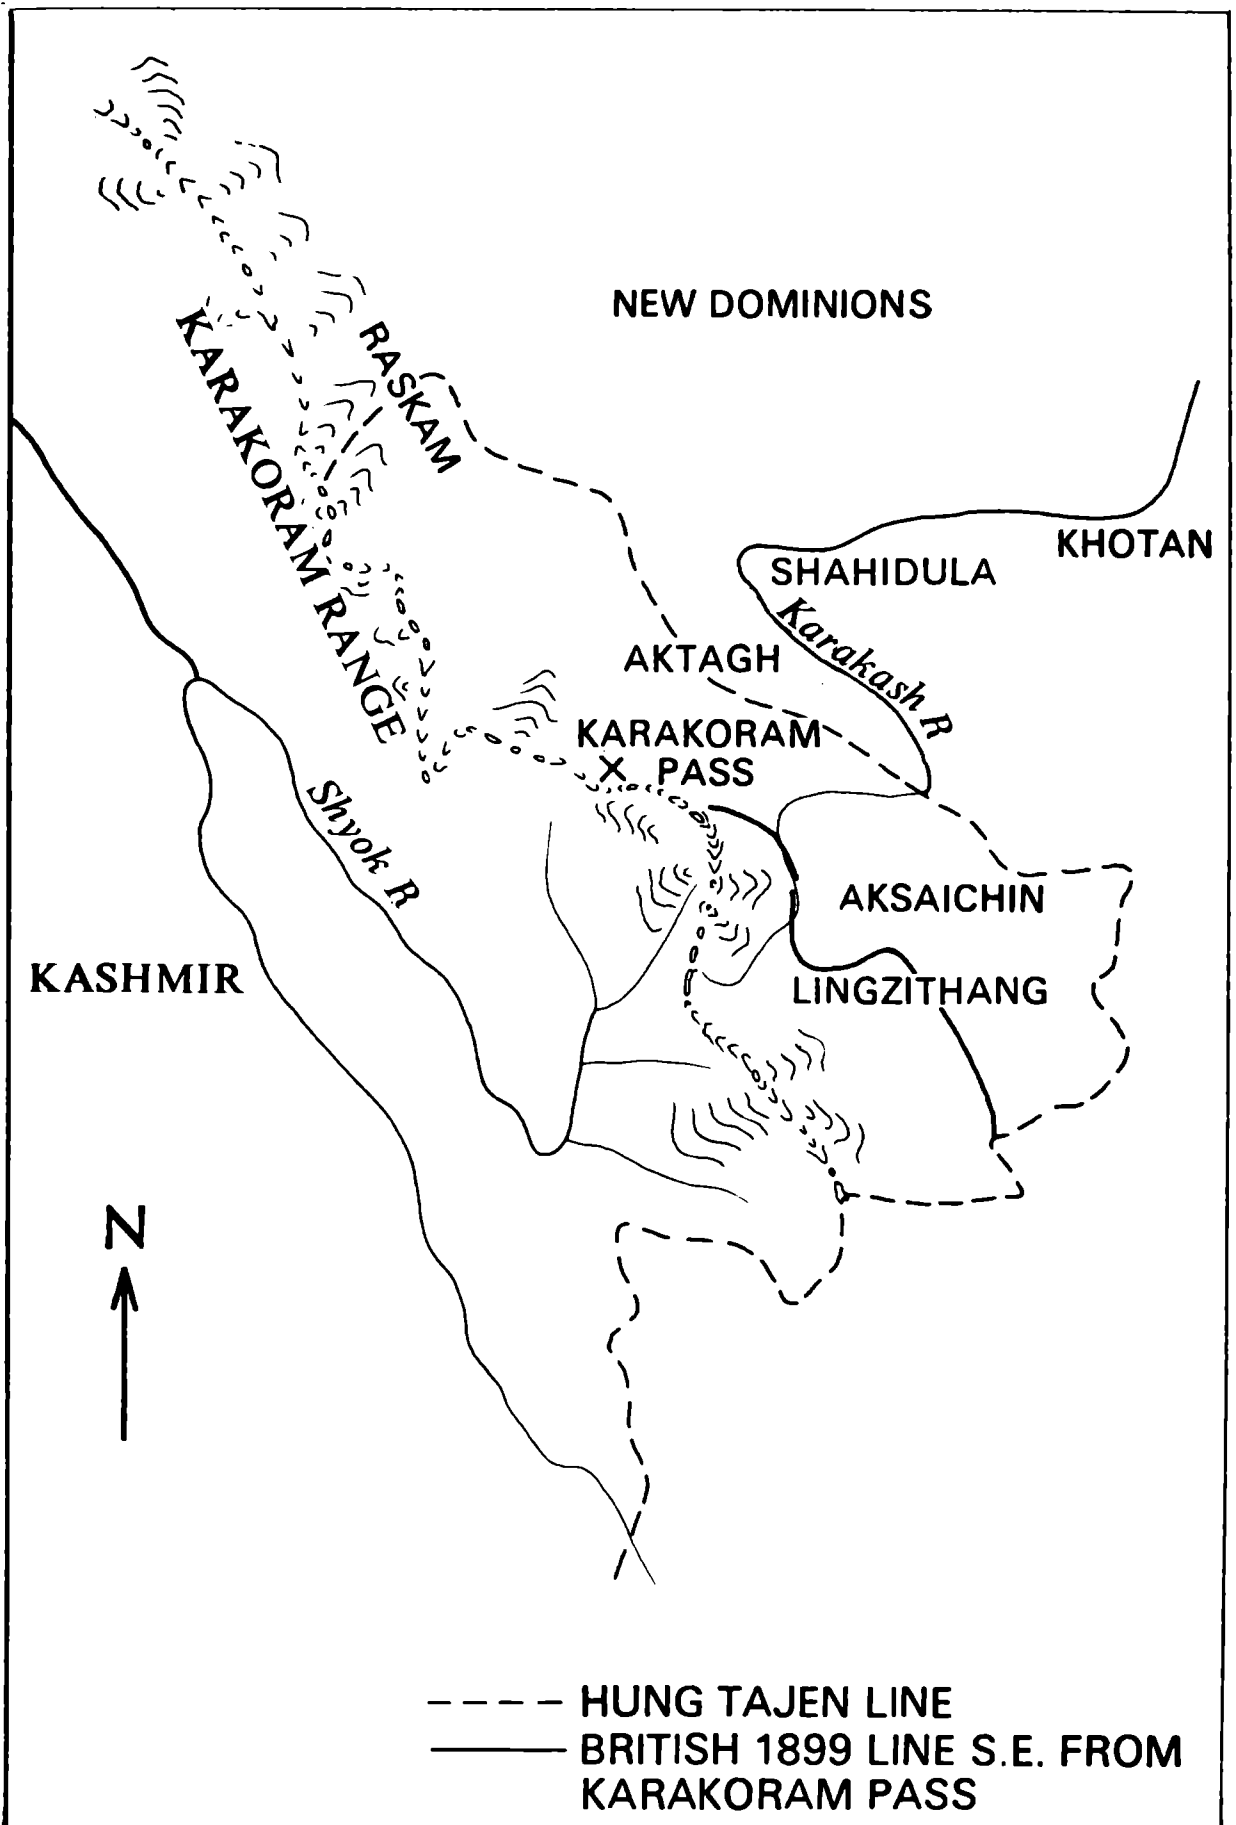 NEW DOMINIONS
RASKAM
KARAKORAM RANGE
KHOTAN
SHAHIDULA
Karakash R
AKTAGH
KARAKORAM
X PASS
Shyok R
AKSAICHIN
KASHMIR
LINGZITHANG
N
HUNG TAJEN LINE
BRITISH 1899 LINE S.E. FROM
KARAKORAM PASS